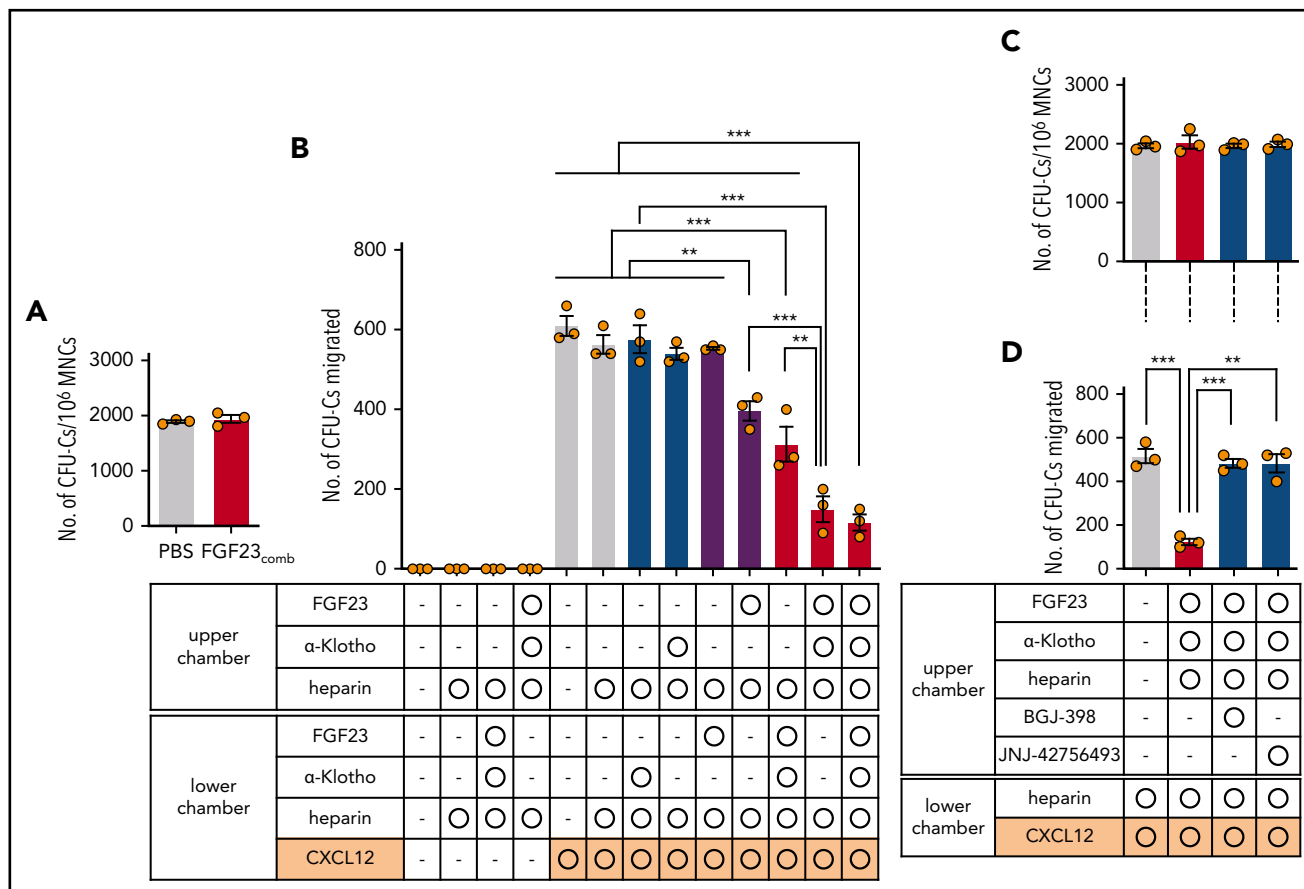 A
No. of CFU-Cs/10⁶ MNCs
3000
2000
1000
0
PBS
FGF23comb
B
No. of CFU-Cs migrated
800
600
400
200
0
***
***
***
**
***
**
upper chamber
FGF23 - - - - - - - - - -
α-Klotho - - - - - - - - - -
heparin - -
lower chamber
FGF23 - - - - - - - - -
α-Klotho - - - - - - - - -
heparin - -
CXCL12 - - - -
C
No. of CFU-Cs/10⁶ MNCs
3000
2000
1000
0
D
No. of CFU-Cs migrated
800
600
400
200
0
***
***
**
upper chamber
FGF23 -
α-Klotho -
heparin -
BGJ-398 - - -
JNJ-42756493 - - -
lower chamber
heparin
CXCL12